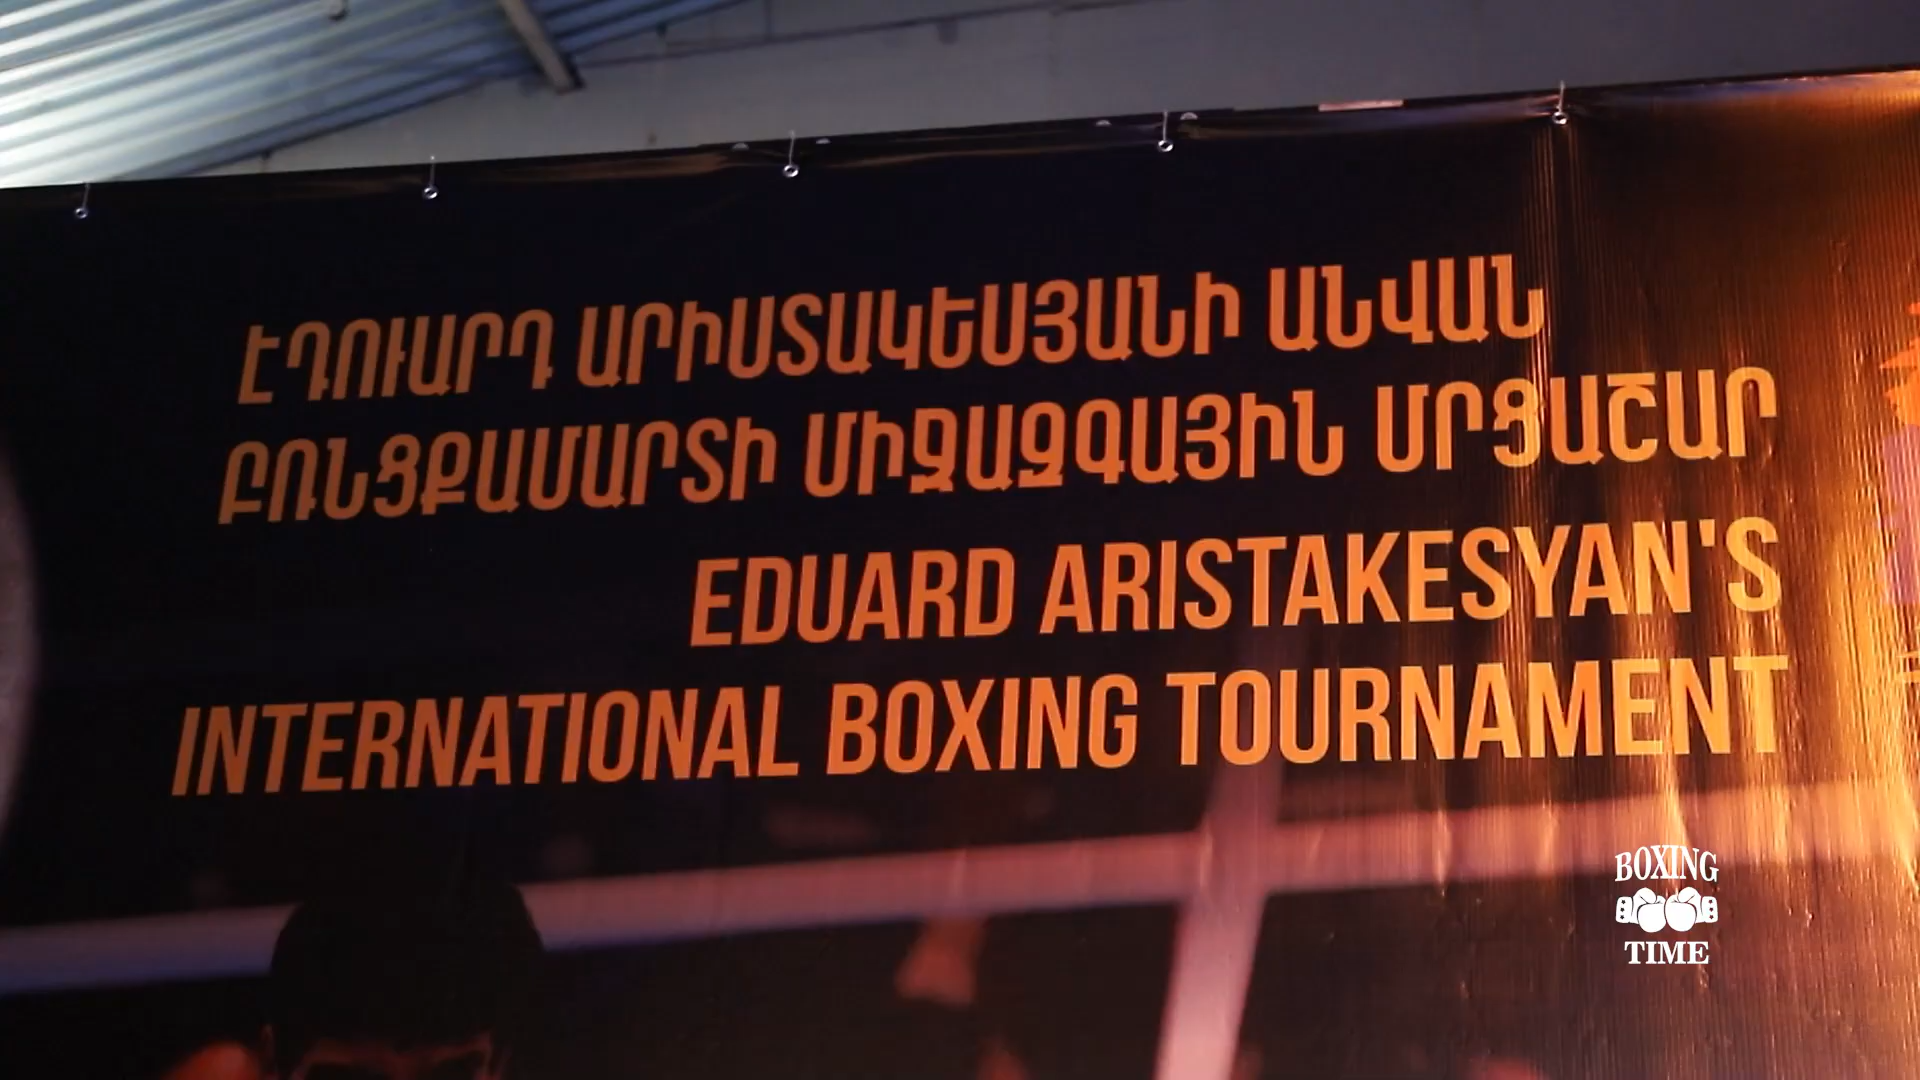 ԷԴՈՒԱՐԴ ԱՐԻՍՏԱԿԵՍՅԱՆԻ ԱՆՎԱՆ
ԲՌՆՑՔԱՄԱՐՏԻ ՄԻՋԱԶԳԱՅԻՆ ՄՐՑԱՇԱՐ
EDUARD ARISTAKESYAN'S
INTERNATIONAL BOXING TOURNAMENT
BOXING
TIME